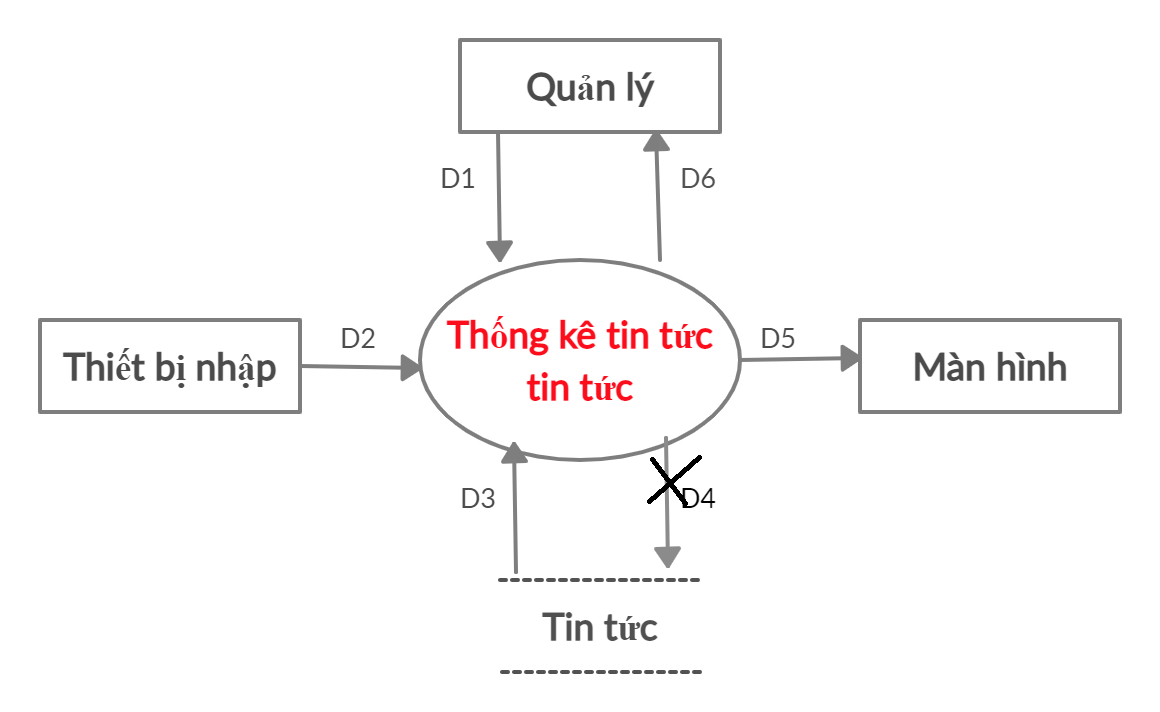 Quản lý
D1
D6
Thiết bị nhập
D2
Thống kê tin tức
tin tức
D5
Màn hình
D3
D4
Tin tức